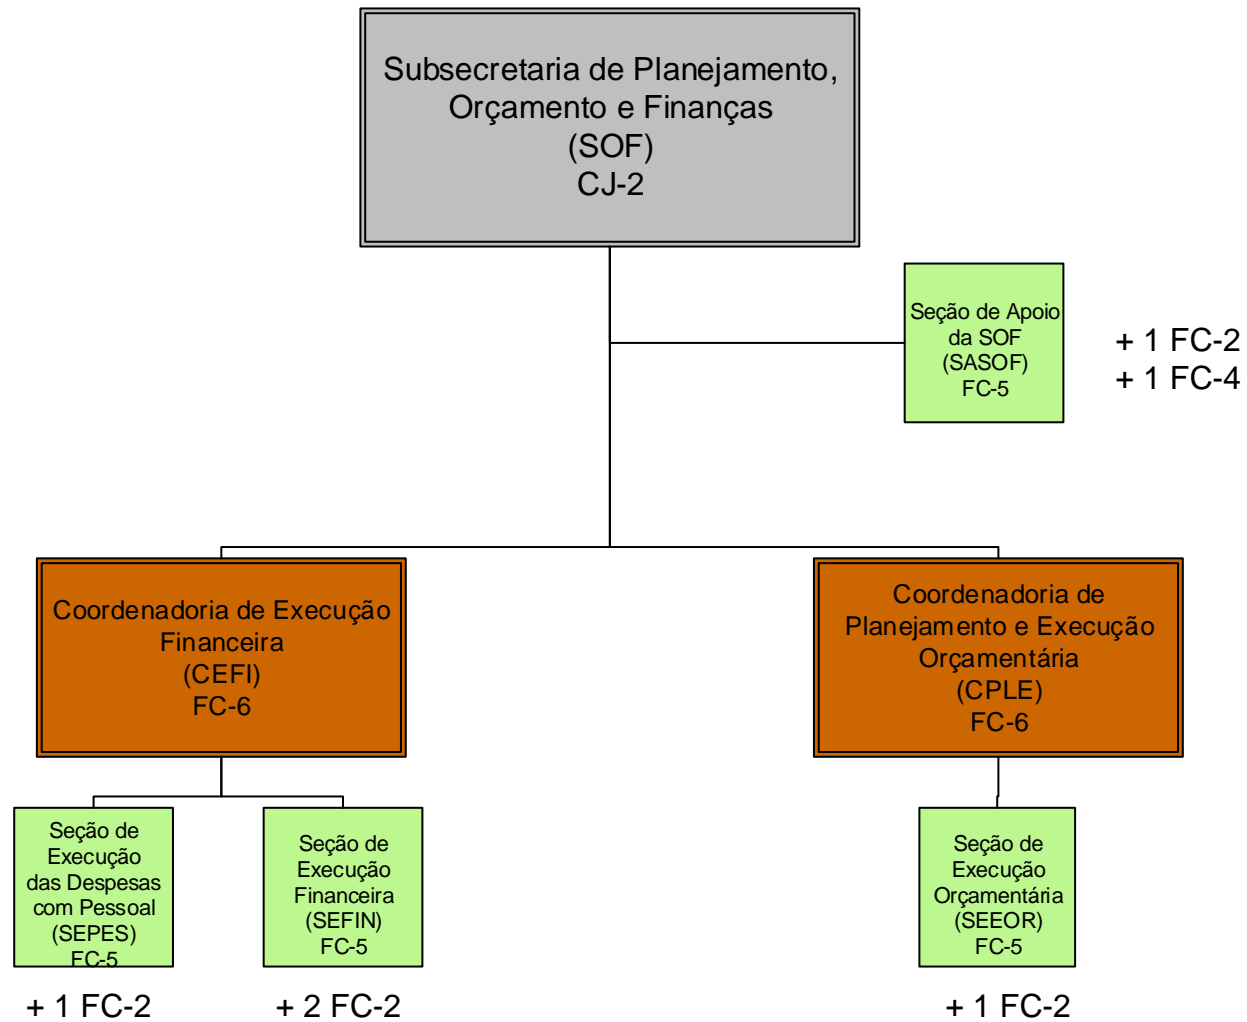 Subsecretaria de Planejamento,
Orçamento e Finanças
(SOF)
CJ-2
Seção de Apoio
da SOF
(SASOF)
FC-5
+ 1 FC-2
+ 1 FC-4
Coordenadoria de Execução
Financeira
(CEFI)
FC-6
Coordenadoria de
Planejamento e Execução
Orçamentária
(CPLE)
FC-6
Seção de
Execução
das Despesas
com Pessoal
(SEPES)
FC-5
+ 1 FC-2
Seção de
Execução
Financeira
(SEFIN)
FC-5
+ 2 FC-2
Seção de
Execução
Orçamentária
(SEEOR)
FC-5
+ 1 FC-2